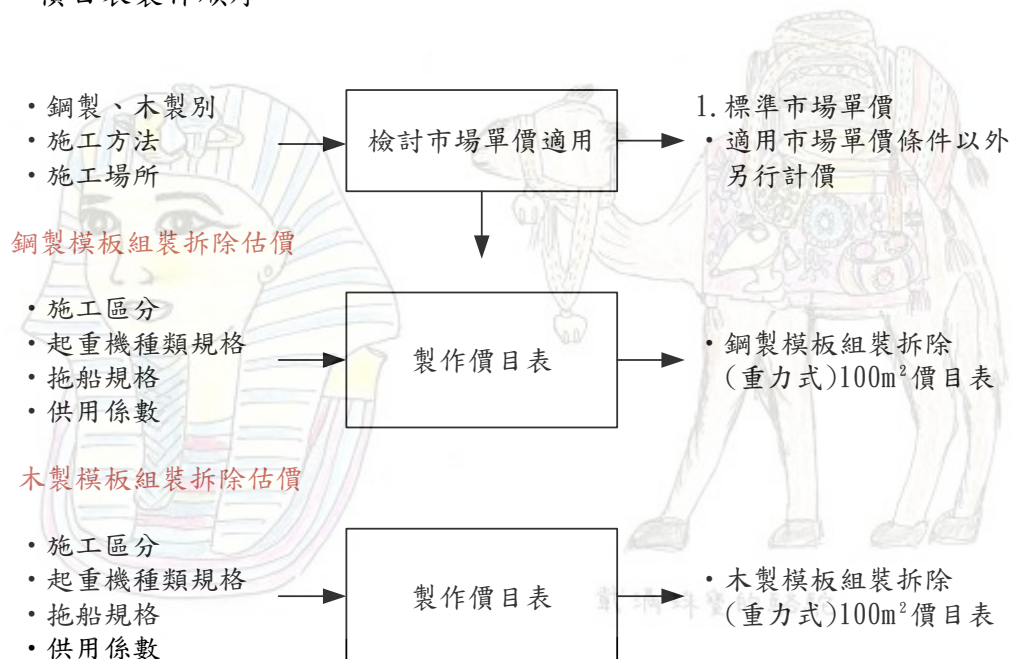 價目表製作順序
・鋼製、木製別
・施工方法
・施工場所
檢討市場單價適用
1.標準市場單價
・適用市場單價條件以外
另行計價
鋼製模板組裝拆除估價
・施工區分
・起重機種類規格
・拖船規格
・供用係數
製作價目表
・鋼製模板組裝拆除
(重力式)100m²價目表
木製模板組裝拆除估價
・施工區分
・起重機種類規格
・拖船規格
・供用係數
製作價目表
・木製模板組裝拆除
(重力式)100m²價目表